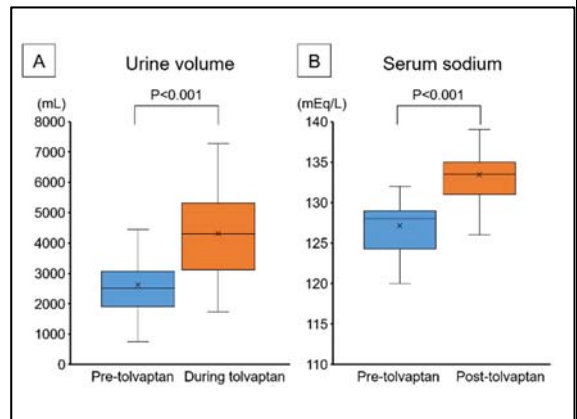 A
Urine volume
(mL)
P<0.001
8000
7000
6000
5000
4000
3000
2000
1000
0
Pre-tolvaptan
During tolvaptan
B
Serum sodium
(mEq/L)
P<0.001
140
135
130
125
120
115
110
Pre-tolvaptan
Post-tolvaptan